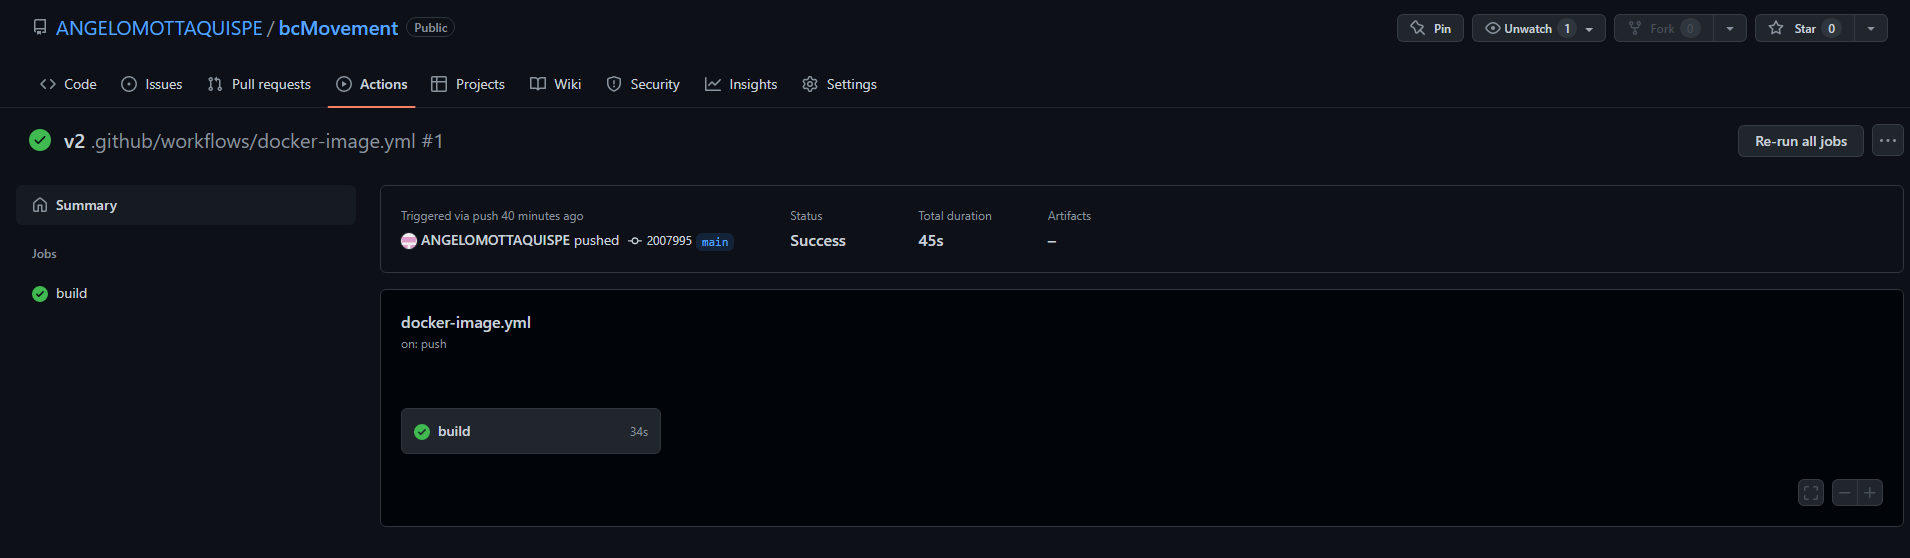 ANGELOMOTTAQUISPE / bcMovement Public
Pin Unwatch 1 Fork 0 Star 0
Code Issues Pull requests Actions Projects Wiki Security Insights Settings
v2 .github/workflows/docker-image.yml #1
Re-run all jobs
Summary
Jobs
build
Triggered via push 40 minutes ago
ANGELOMOTTAQUISPE pushed 2007995 main
Status
Success
Total duration
45s
Artifacts
–
docker-image.yml
on: push
build 34s